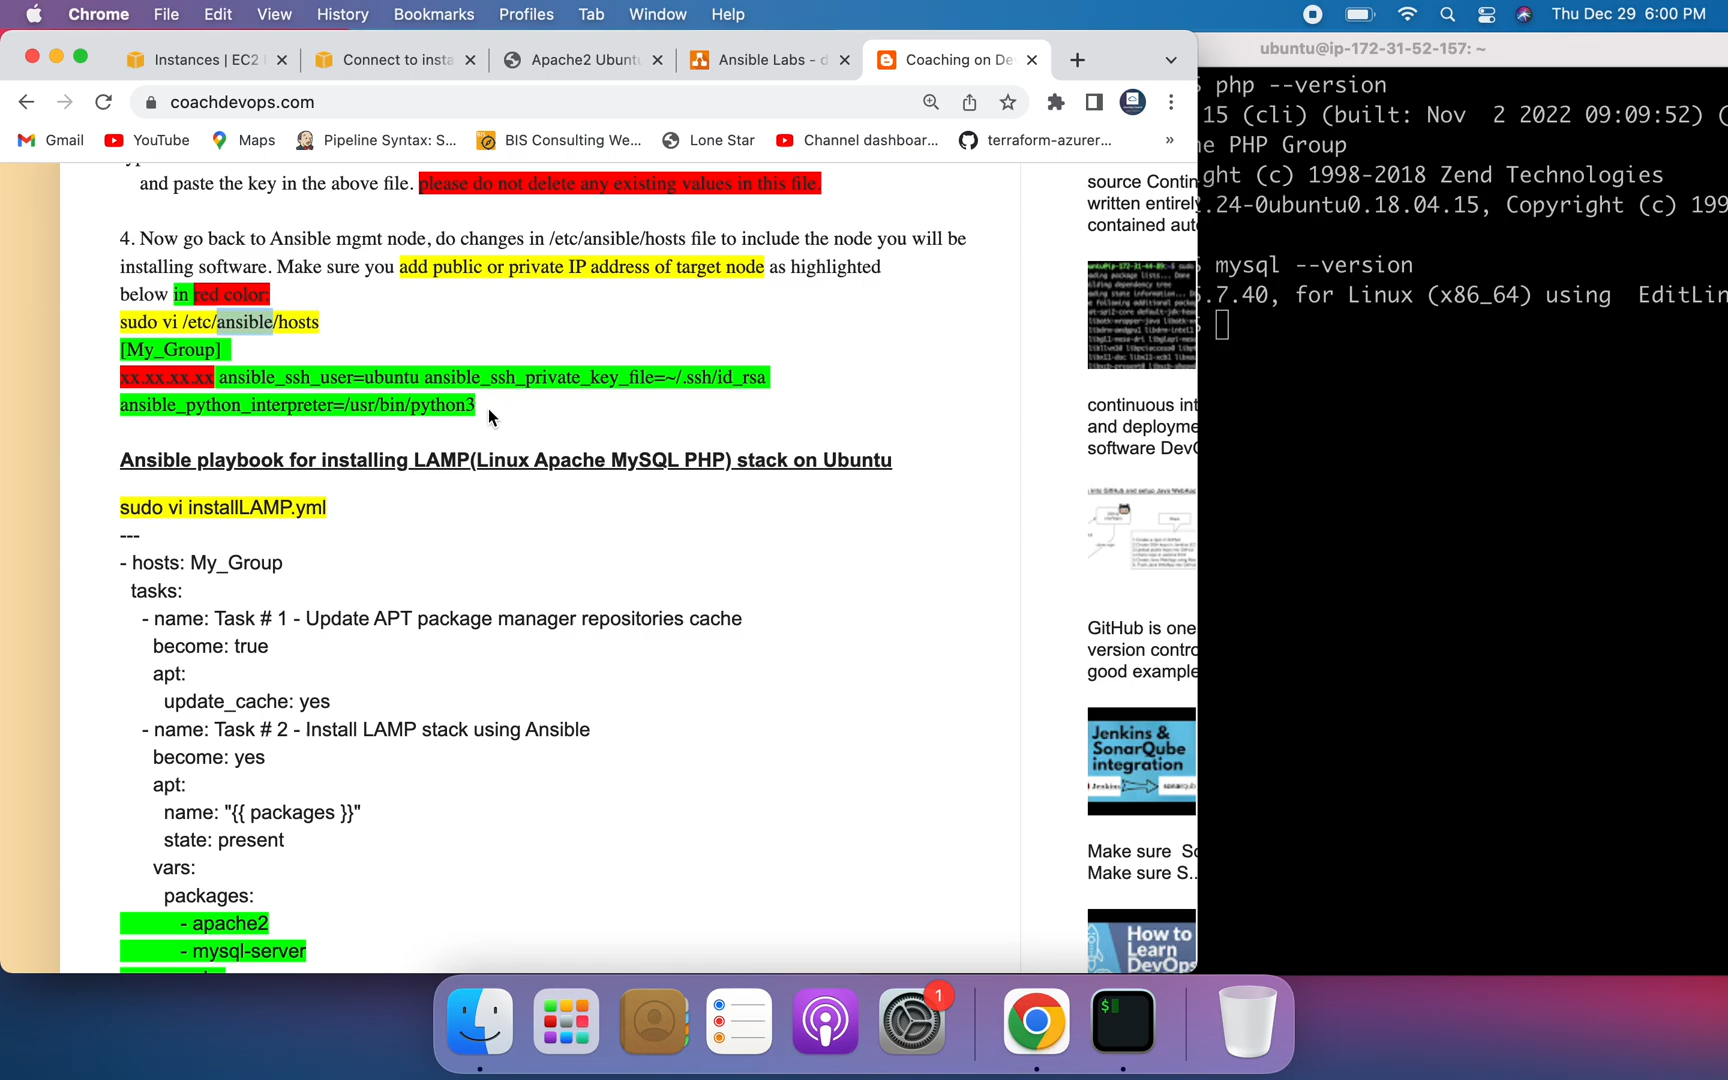 Chrome File Edit View History Bookmarks Profiles Tab Window Help
Thu Dec 29 6:00 PM
Instances | EC2
Connect to insta
Apache2 Ubuntu
Ansible Labs - d
Coaching on De
ubuntu@ip-172-31-52-157: ~
coachdevops.com
Gmail YouTube Maps Pipeline Syntax: S... BIS Consulting We... Lone Star Channel dashboar... terraform-azurer... »
and paste the key in the above file. please do not delete any existing values in this file.
4. Now go back to Ansible mgmt node, do changes in /etc/ansible/hosts file to include the node you will be
installing software. Make sure you add public or private IP address of target node as highlighted
below in red color:
sudo vi /etc/ansible/hosts
[My_Group]
xx.xx.xx.xx ansible_ssh_user=ubuntu ansible_ssh_private_key_file=~/.ssh/id_rsa
ansible_python_interpreter=/usr/bin/python3
Ansible playbook for installing LAMP(Linux Apache MySQL PHP) stack on Ubuntu
sudo vi installLAMP.yml
---
- hosts: My_Group
tasks:
- name: Task # 1 - Update APT package manager repositories cache
become: true
apt:
update_cache: yes
- name: Task # 2 - Install LAMP stack using Ansible
become: yes
apt:
name: "{{ packages }}"
state: present
vars:
packages:
- apache2
- mysql-server
source Contin
written entirely
contained aut
continuous int
and deployme
software DevO
GitHub is one
version contro
good example
Jenkins &
SonarQube
integration
Make sure So
Make sure S...
How to
Learn
DevOps
$ php --version
15 (cli) (built: Nov 2 2022 09:09:52) (
he PHP Group
ght (c) 1998-2018 Zend Technologies
.24-0ubuntu0.18.04.15, Copyright (c) 199
$ mysql --version
5.7.40, for Linux (x86_64) using EditLin
$
1
$